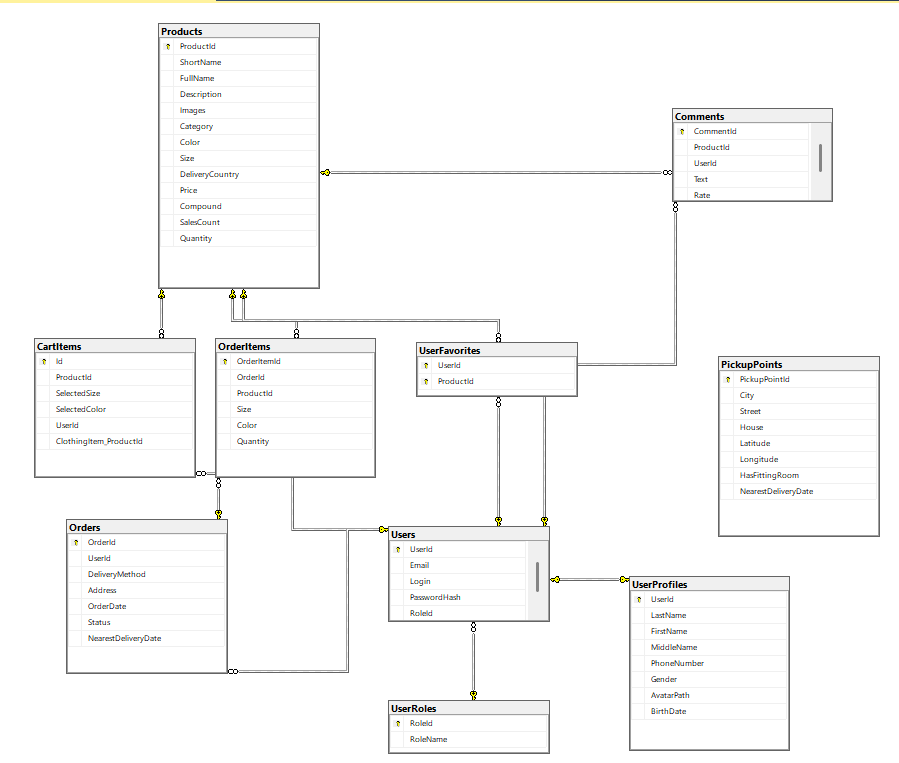 Products
ProductId
ShortName
FullName
Description
Images
Category
Color
Size
DeliveryCountry
Price
Compound
SalesCount
Quantity
Comments
CommentId
ProductId
UserId
Text
Rate
CartItems
Id
ProductId
SelectedSize
SelectedColor
UserId
ClothingItem_ProductId
OrderItems
OrderItemId
OrderId
ProductId
Size
Color
Quantity
UserFavorites
UserId
ProductId
PickupPoints
PickupPointId
City
Street
House
Latitude
Longitude
HasFittingRoom
NearestDeliveryDate
Orders
OrderId
UserId
DeliveryMethod
Address
OrderDate
Status
NearestDeliveryDate
Users
UserId
Email
Login
PasswordHash
RoleId
UserProfiles
UserId
LastName
FirstName
MiddleName
PhoneNumber
Gender
AvatarPath
BirthDate
UserRoles
RoleId
RoleName